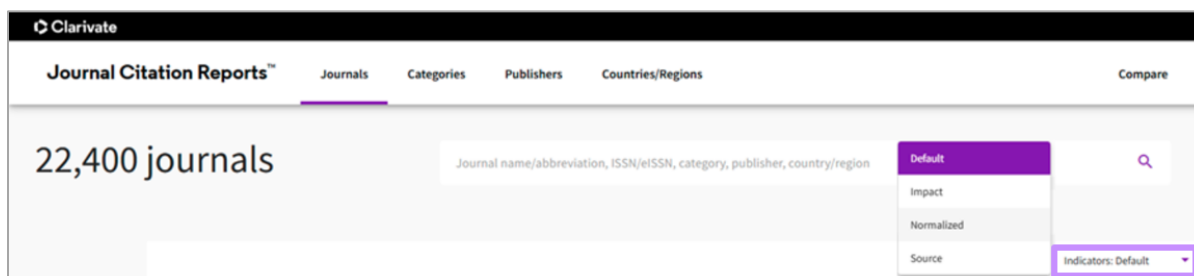 Clarivate
Journal Citation Reports™ Journals Categories Publishers Countries/Regions Compare
22,400 journals
Journal name/abbreviation, ISSN/eISSN, category, publisher, country/region
Default
Impact
Normalized
Source
Indicators: Default